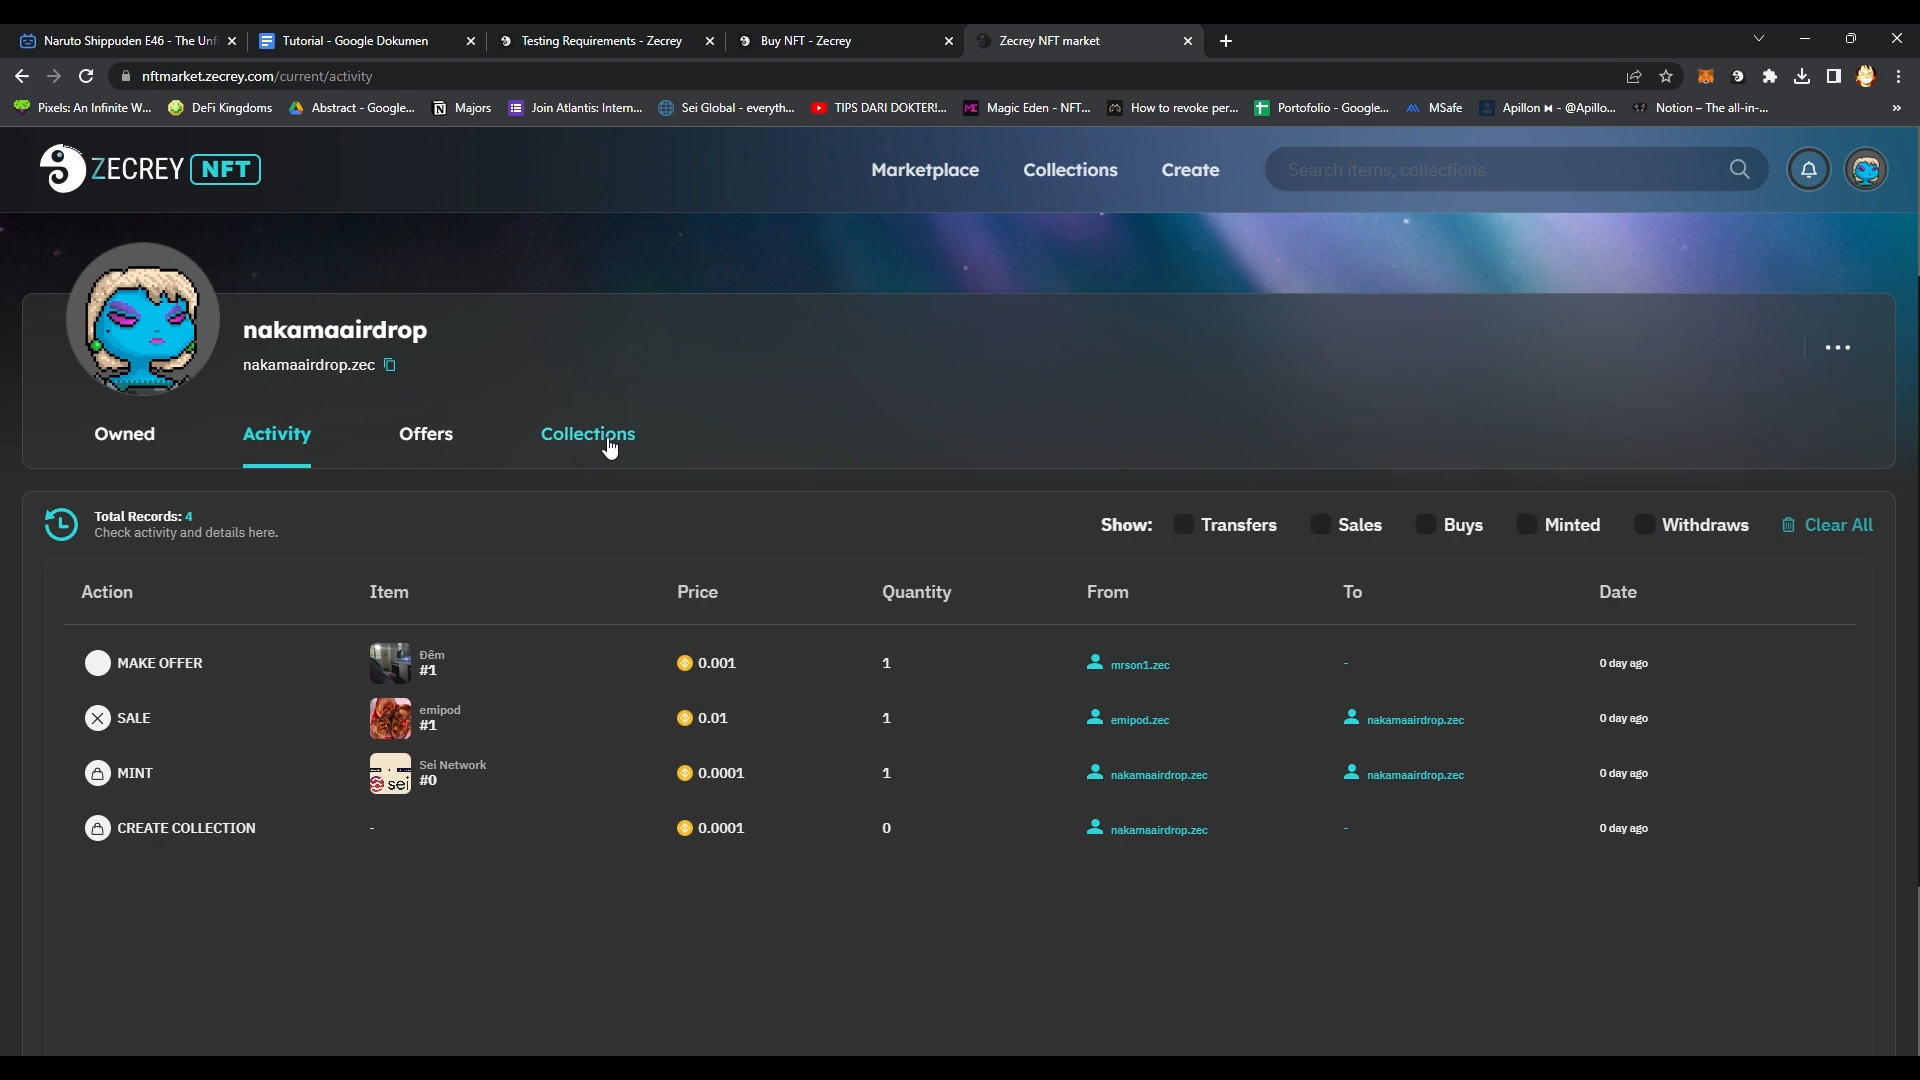 Naruto Shippuden E46 - The Unfi
Tutorial - Google Dokumen
Testing Requirements - Zecrey
Buy NFT - Zecrey
Zecrey NFT market
nftmarket.zecrey.com/current/activity
Pixels: An Infinite W...
DeFi Kingdoms
Abstract - Google...
Majors
Join Atlantis: Intern...
Sei Global - everyth...
TIPS DARI DOKTER!...
Magic Eden - NFT...
How to revoke per...
Portofolio - Google...
MSafe
Apillon ⧓ - @Apillo...
Notion – The all-in-...
ZECREY NFT
Marketplace
Collections
Create
Search items, collections
nakamaairdrop
nakamaairdrop.zec
Owned
Activity
Offers
Collections
Total Records: 4
Check activity and details here.
Show:
Transfers
Sales
Buys
Minted
Withdraws
Clear All
Action Item Price Quantity From To Date
MAKE OFFER Đêm #1 0.001 1 mrson1.zec - 0 day ago
SALE emipod #1 0.01 1 emipod.zec nakamaairdrop.zec 0 day ago
MINT Sei Network #0 0.0001 1 nakamaairdrop.zec nakamaairdrop.zec 0 day ago
CREATE COLLECTION - 0.0001 0 nakamaairdrop.zec - 0 day ago